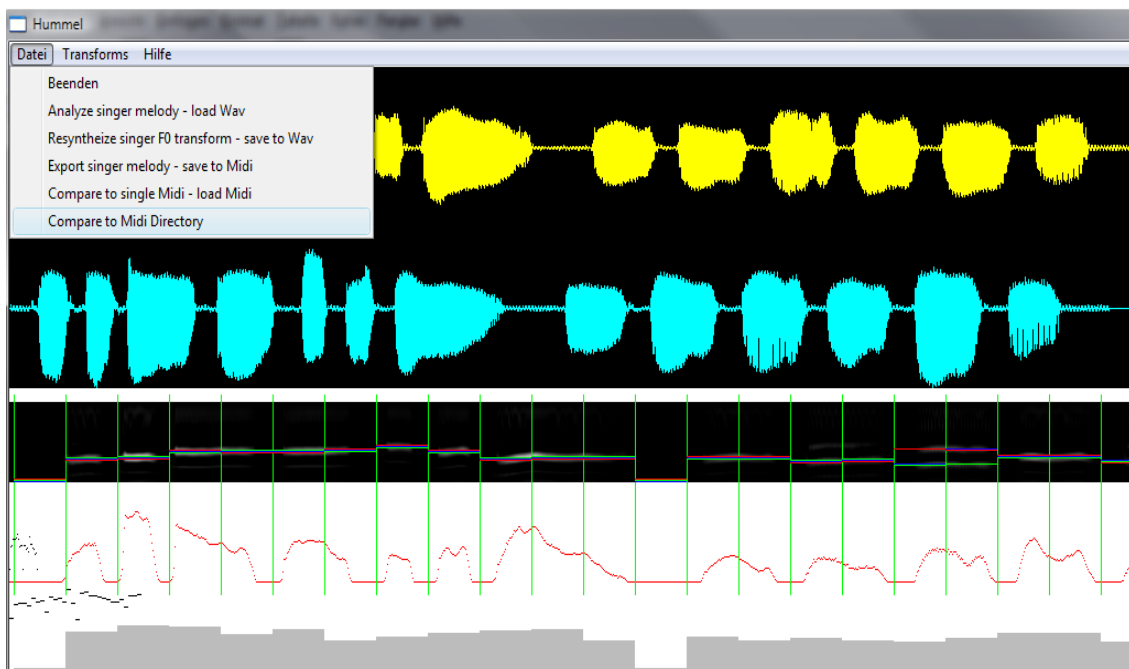 Hummel
Datei Transforms Hilfe
Beenden
Analyze singer melody - load Wav
Resyntheize singer F0 transform - save to Wav
Export singer melody - save to Midi
Compare to single Midi - load Midi
Compare to Midi Directory